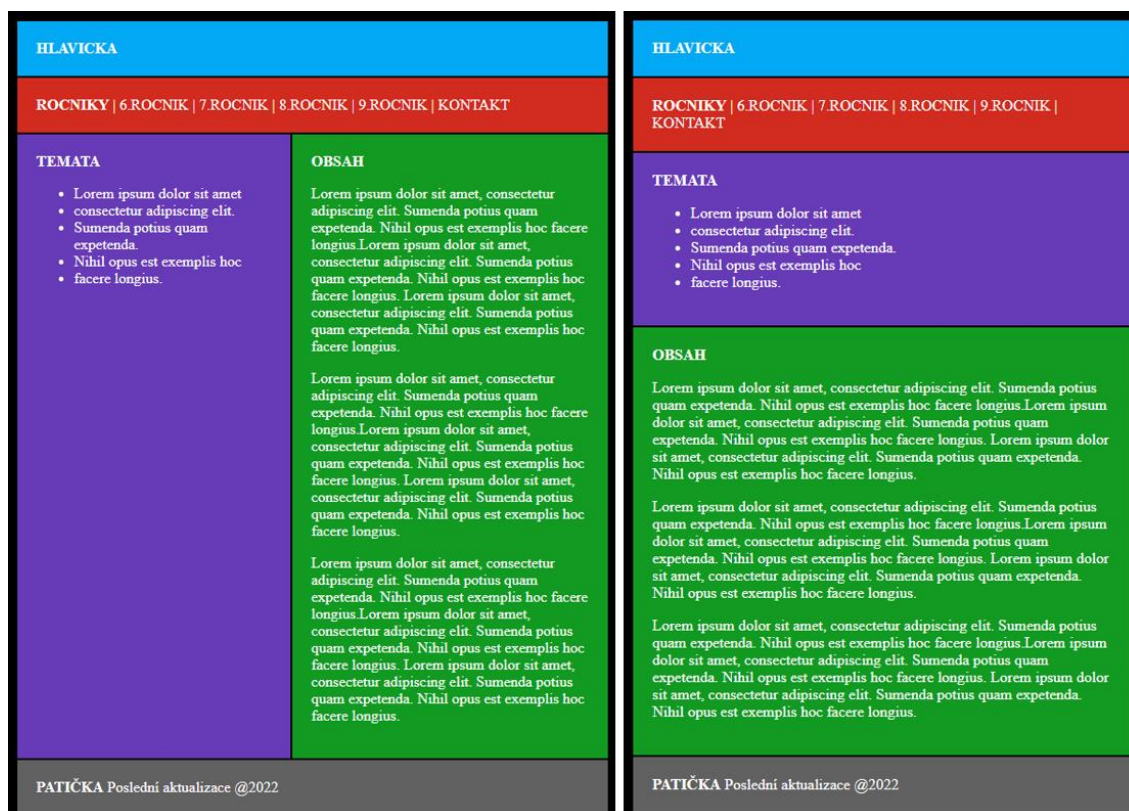 HLAVICKA
ROCNIKY | 6.ROCNIK | 7.ROCNIK | 8.ROCNIK | 9.ROCNIK | KONTAKT
TEMATA
• Lorem ipsum dolor sit amet
• consectetur adipiscing elit.
• Sumenda potius quam
expetenda.
• Nihil opus est exemplis hoc
• facere longius.
OBSAH
Lorem ipsum dolor sit amet, consectetur
adipiscing elit. Sumenda potius quam
expetenda. Nihil opus est exemplis hoc facere
longius.Lorem ipsum dolor sit amet,
consectetur adipiscing elit. Sumenda potius
quam expetenda. Nihil opus est exemplis hoc
facere longius. Lorem ipsum dolor sit amet,
consectetur adipiscing elit. Sumenda potius
quam expetenda. Nihil opus est exemplis hoc
facere longius.
Lorem ipsum dolor sit amet, consectetur
adipiscing elit. Sumenda potius quam
expetenda. Nihil opus est exemplis hoc facere
longius.Lorem ipsum dolor sit amet,
consectetur adipiscing elit. Sumenda potius
quam expetenda. Nihil opus est exemplis hoc
facere longius. Lorem ipsum dolor sit amet,
consectetur adipiscing elit. Sumenda potius
quam expetenda. Nihil opus est exemplis hoc
facere longius.
Lorem ipsum dolor sit amet, consectetur
adipiscing elit. Sumenda potius quam
expetenda. Nihil opus est exemplis hoc facere
longius.Lorem ipsum dolor sit amet,
consectetur adipiscing elit. Sumenda potius
quam expetenda. Nihil opus est exemplis hoc
facere longius. Lorem ipsum dolor sit amet,
consectetur adipiscing elit. Sumenda potius
quam expetenda. Nihil opus est exemplis hoc
facere longius.
PATIČKA Poslední aktualizace @2022
HLAVICKA
ROCNIKY | 6.ROCNIK | 7.ROCNIK | 8.ROCNIK | 9.ROCNIK |
KONTAKT
TEMATA
• Lorem ipsum dolor sit amet
• consectetur adipiscing elit.
• Sumenda potius quam expetenda.
• Nihil opus est exemplis hoc
• facere longius.
OBSAH
Lorem ipsum dolor sit amet, consectetur adipiscing elit. Sumenda potius
quam expetenda. Nihil opus est exemplis hoc facere longius.Lorem ipsum
dolor sit amet, consectetur adipiscing elit. Sumenda potius quam
expetenda. Nihil opus est exemplis hoc facere longius. Lorem ipsum dolor
sit amet, consectetur adipiscing elit. Sumenda potius quam expetenda.
Nihil opus est exemplis hoc facere longius.
Lorem ipsum dolor sit amet, consectetur adipiscing elit. Sumenda potius
quam expetenda. Nihil opus est exemplis hoc facere longius.Lorem ipsum
dolor sit amet, consectetur adipiscing elit. Sumenda potius quam
expetenda. Nihil opus est exemplis hoc facere longius. Lorem ipsum dolor
sit amet, consectetur adipiscing elit. Sumenda potius quam expetenda.
Nihil opus est exemplis hoc facere longius.
Lorem ipsum dolor sit amet, consectetur adipiscing elit. Sumenda potius
quam expetenda. Nihil opus est exemplis hoc facere longius.Lorem ipsum
dolor sit amet, consectetur adipiscing elit. Sumenda potius quam
expetenda. Nihil opus est exemplis hoc facere longius. Lorem ipsum dolor
sit amet, consectetur adipiscing elit. Sumenda potius quam expetenda.
Nihil opus est exemplis hoc facere longius.
PATIČKA Poslední aktualizace @2022